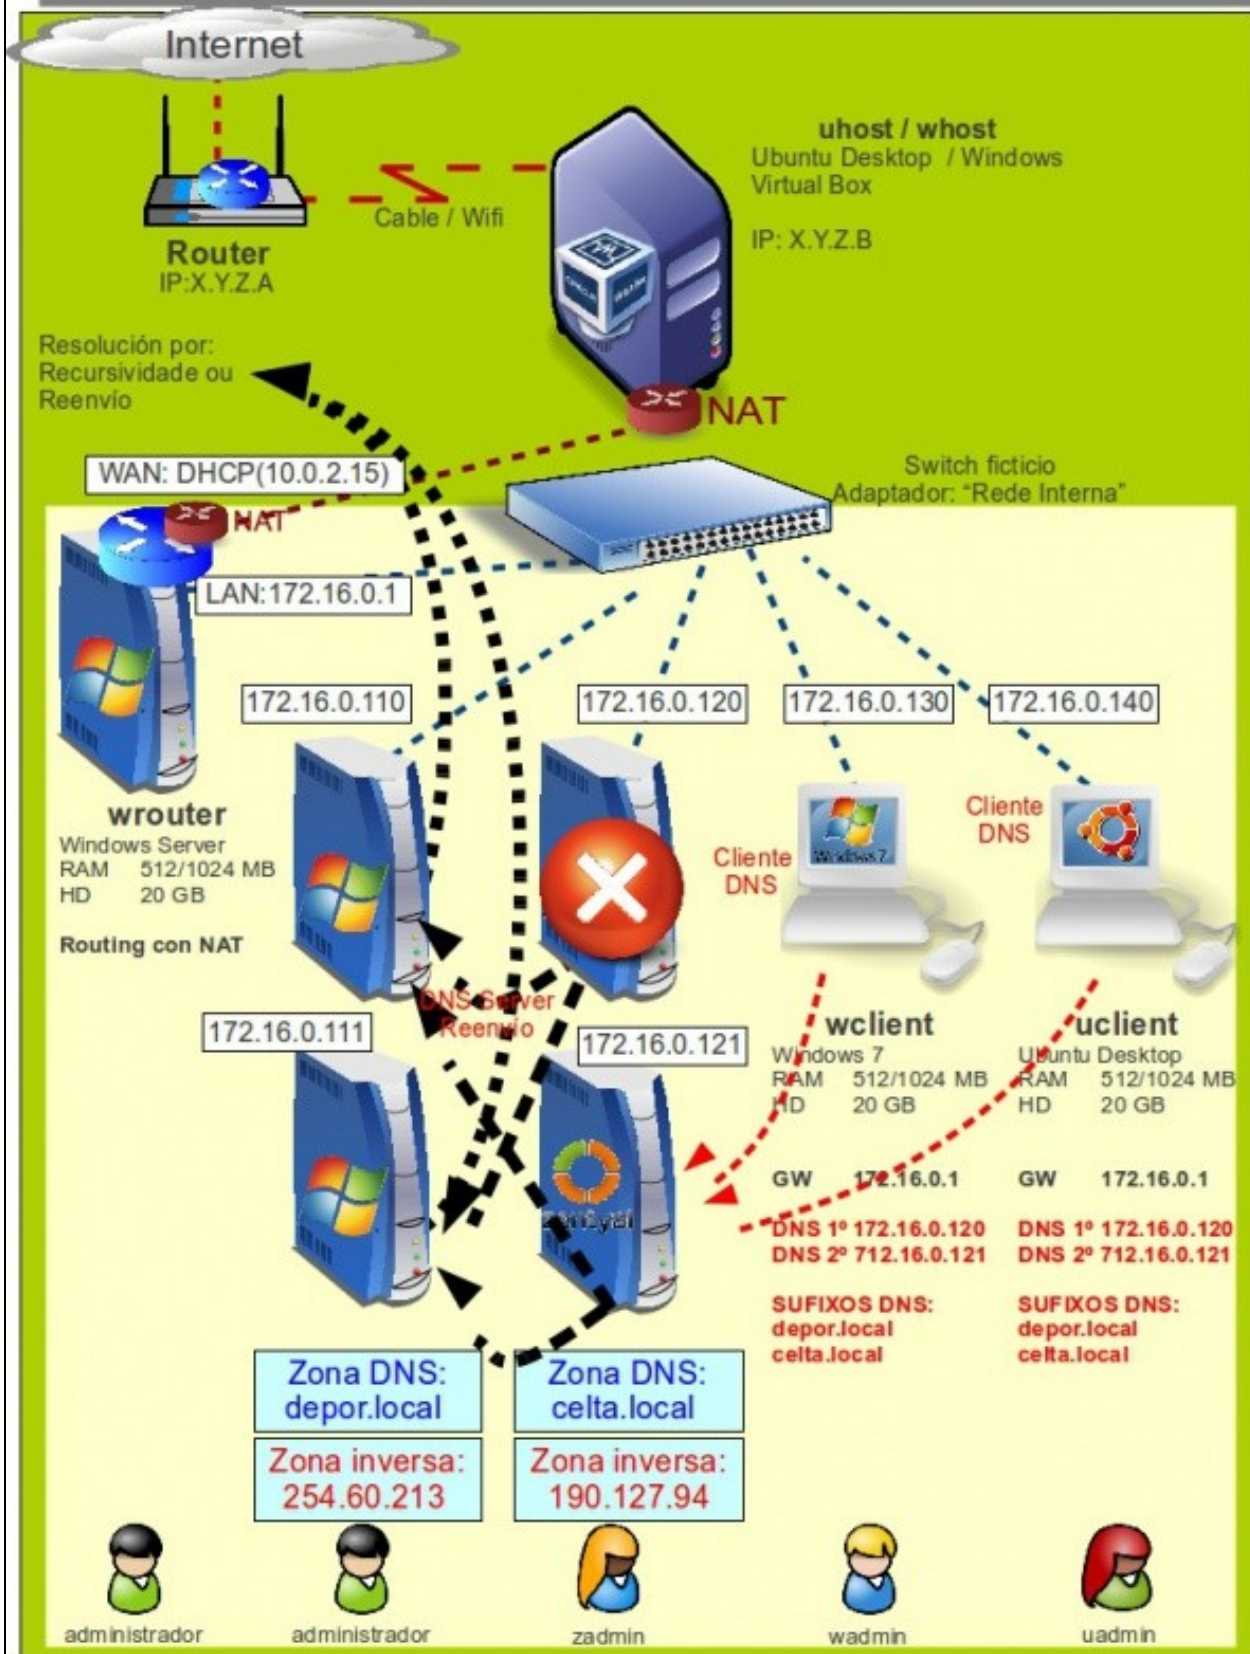 Internet
Router
IP:X.Y.Z.A
Cable / Wifi
uhost / whost
Ubuntu Desktop / Windows
Virtual Box
IP: X.Y.Z.B
Resolución por:
Recursividade ou
Reenvío
NAT
WAN: DHCP(10.0.2.15)
Switch ficticio
Adaptador: “Rede Interna”
NAT
LAN:172.16.0.1
172.16.0.110
172.16.0.120
172.16.0.130
172.16.0.140
wrouter
Windows Server
RAM 512/1024 MB
HD 20 GB
Routing con NAT
Cliente
DNS
Windows 7
Cliente
DNS
DNS Server
Reenvío
172.16.0.111
172.16.0.121
zentyal
wclient
Windows 7
RAM 512/1024 MB
HD 20 GB
GW 172.16.0.1
DNS 1º 172.16.0.120
DNS 2º 712.16.0.121
SUFIXOS DNS:
depor.local
celta.local
uclient
Ubuntu Desktop
RAM 512/1024 MB
HD 20 GB
GW 172.16.0.1
DNS 1º 172.16.0.120
DNS 2º 712.16.0.121
SUFIXOS DNS:
depor.local
celta.local
Zona DNS:
depor.local
Zona inversa:
254.60.213
Zona DNS:
celta.local
Zona inversa:
190.127.94
administrador
administrador
zadmin
wadmin
uadmin